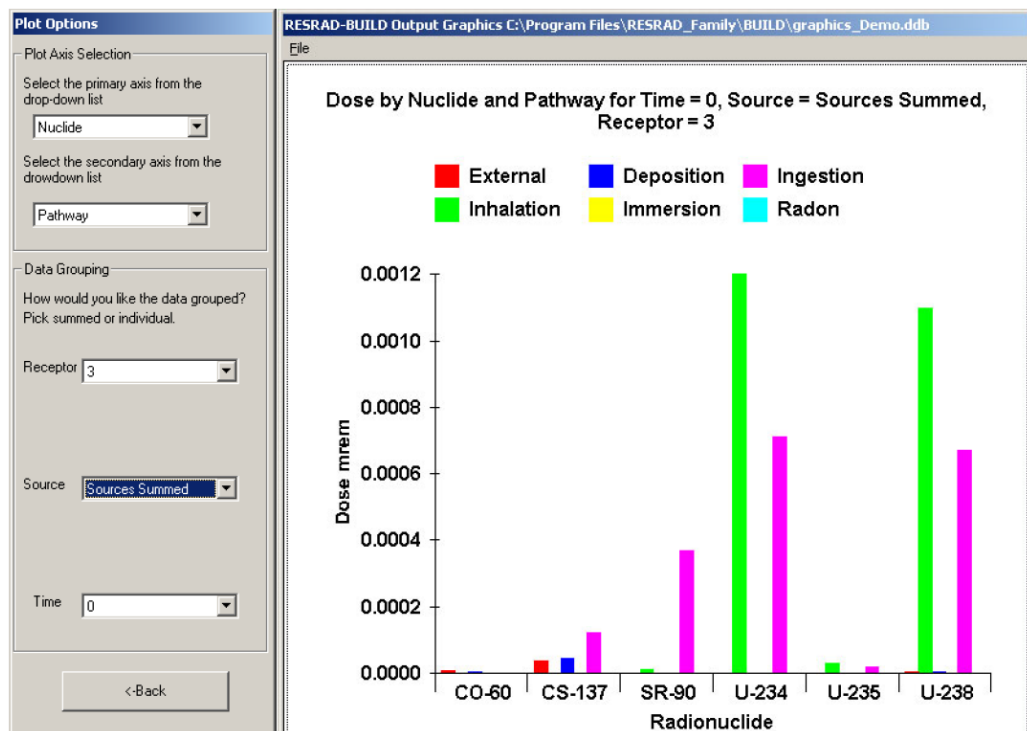 Plot Options
Plot Axis Selection
Select the primary axis from the
drop-down list
Nuclide
Select the secondary axis from the
drowdown list
Pathway
Data Grouping
How would you like the data grouped?
Pick summed or individual.
Receptor 3
Source Sources Summed
Time 0
<-Back
RESRAD-BUILD Output Graphics C:\Program Files\RESRAD_Family\BUILD\graphics_Demo.ddb
File
Dose by Nuclide and Pathway for Time = 0, Source = Sources Summed,
Receptor = 3
External Deposition Ingestion
Inhalation Immersion Radon
0.0012
0.0010
0.0008
0.0006
0.0004
0.0002
0.0000
Dose mrem
CO-60 CS-137 SR-90 U-234 U-235 U-238
Radionuclide